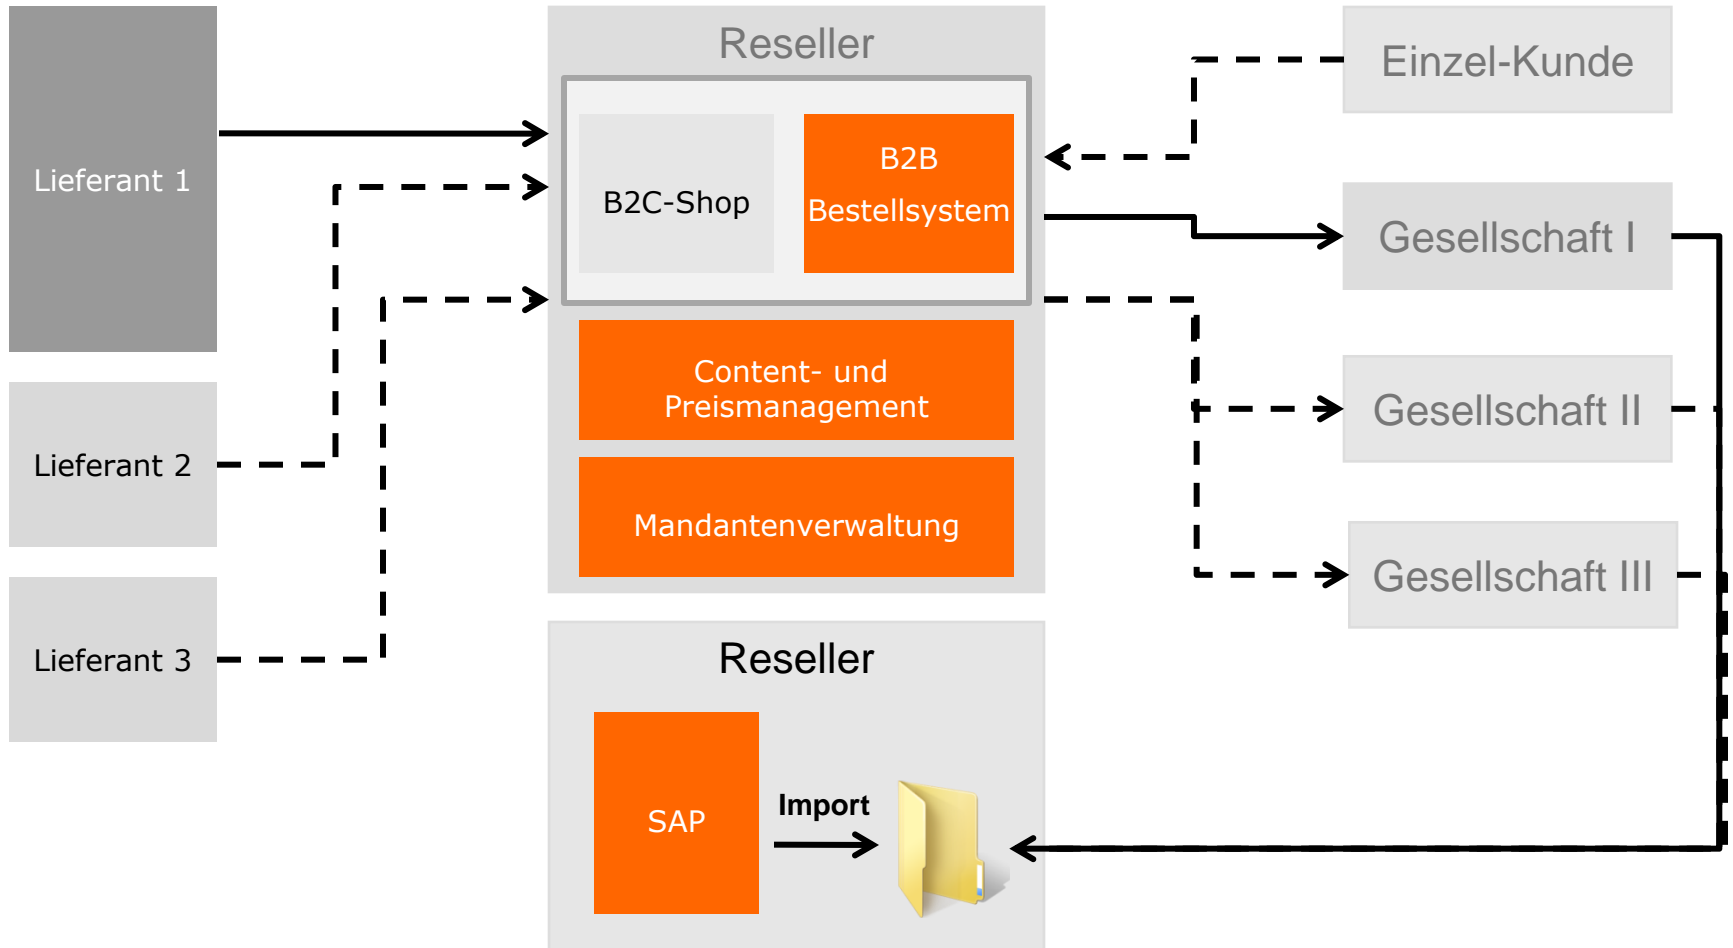 Lieferant 1
Lieferant 2
Lieferant 3
Reseller
B2C-Shop
B2B
Bestellsystem
Content- und
Preismanagement
Mandantenverwaltung
Reseller
SAP
Import
Einzel-Kunde
Gesellschaft I
Gesellschaft II
Gesellschaft III